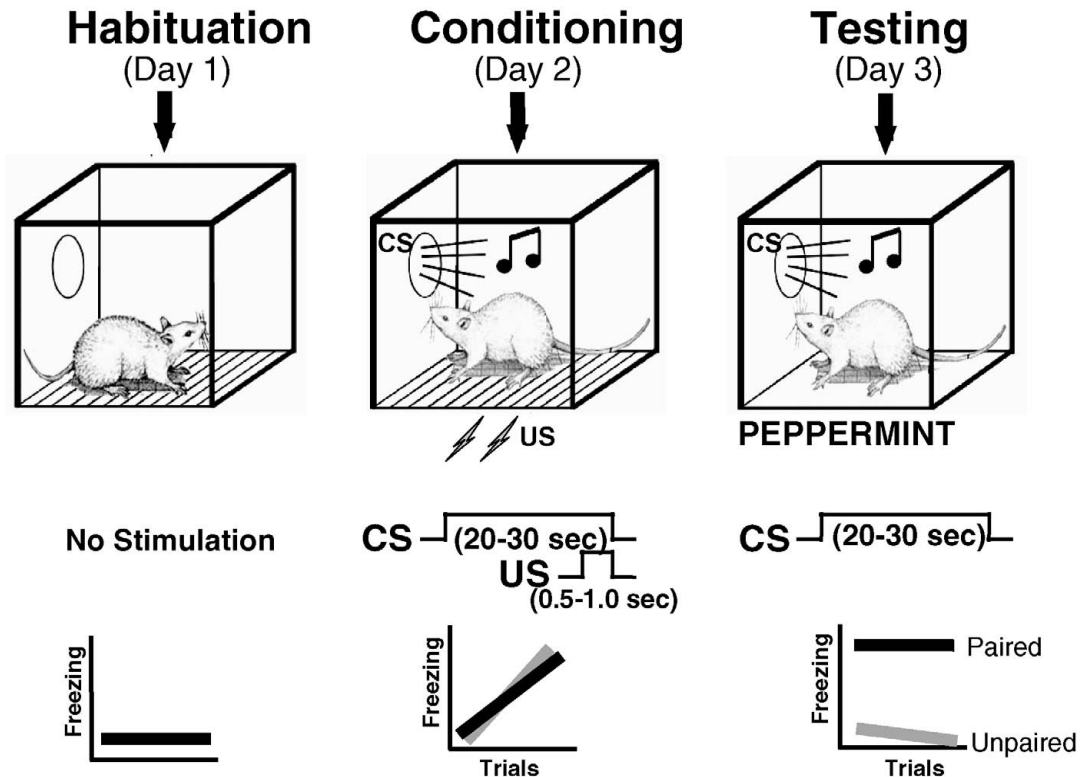 Habituation
(Day 1)
Conditioning
(Day 2)
Testing
(Day 3)
CS
US
CS
PEPPERMINT
No Stimulation
CS (20-30 sec)
US
(0.5-1.0 sec)
CS (20-30 sec)
Freezing
Freezing
Trials
Freezing
Paired
Unpaired
Trials